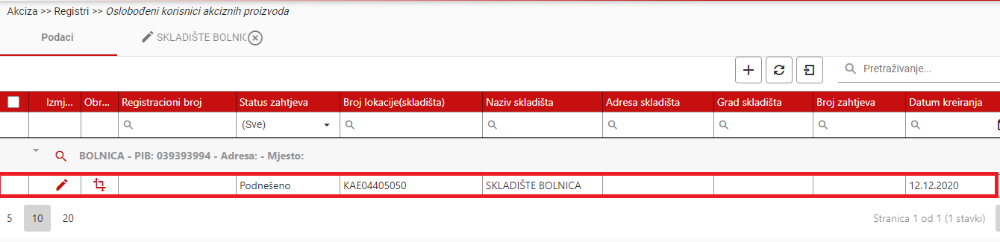 Akciza >> Registri >> Oslobođeni korisnici akciznih proizvoda
Podaci SKLADIŠTE BOLNIC
Pretraživanje...
Izmj... Obr... Registracioni broj Status zahtjeva Broj lokacije(skladišta) Naziv skladišta Adresa skladišta Grad skladišta Broj zahtjeva Datum kreiranja
(Sve)
BOLNICA - PIB: 039393994 - Adresa: - Mjesto:
Podnešeno KAE04405050 SKLADIŠTE BOLNICA 12.12.2020
5 10 20 Stranica 1 od 1 (1 stavki)